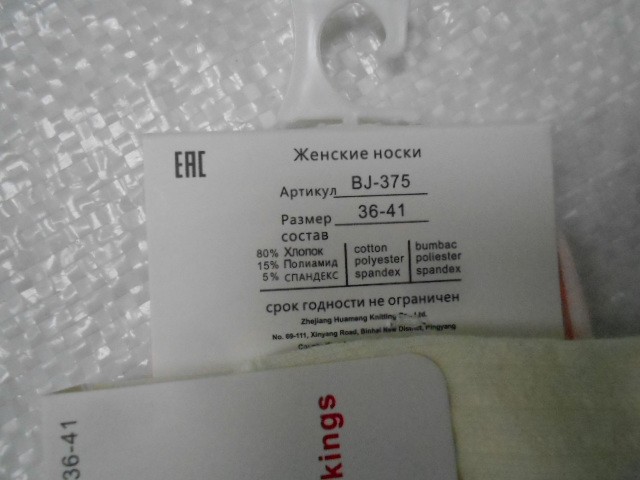 EAC
Женские носки
Артикул BJ-375
Размер 36-41
состав
80% Хлопок cotton bumbac
15% Полиамид polyester poliester
5% СПАНДЕКС spandex spandex
срок годности не ограничен
Zhejiang Huameng Knitting Co., Ltd.
No. 69-111, Xinyang Road, Binhai New District, Pingyang
36-41
kings